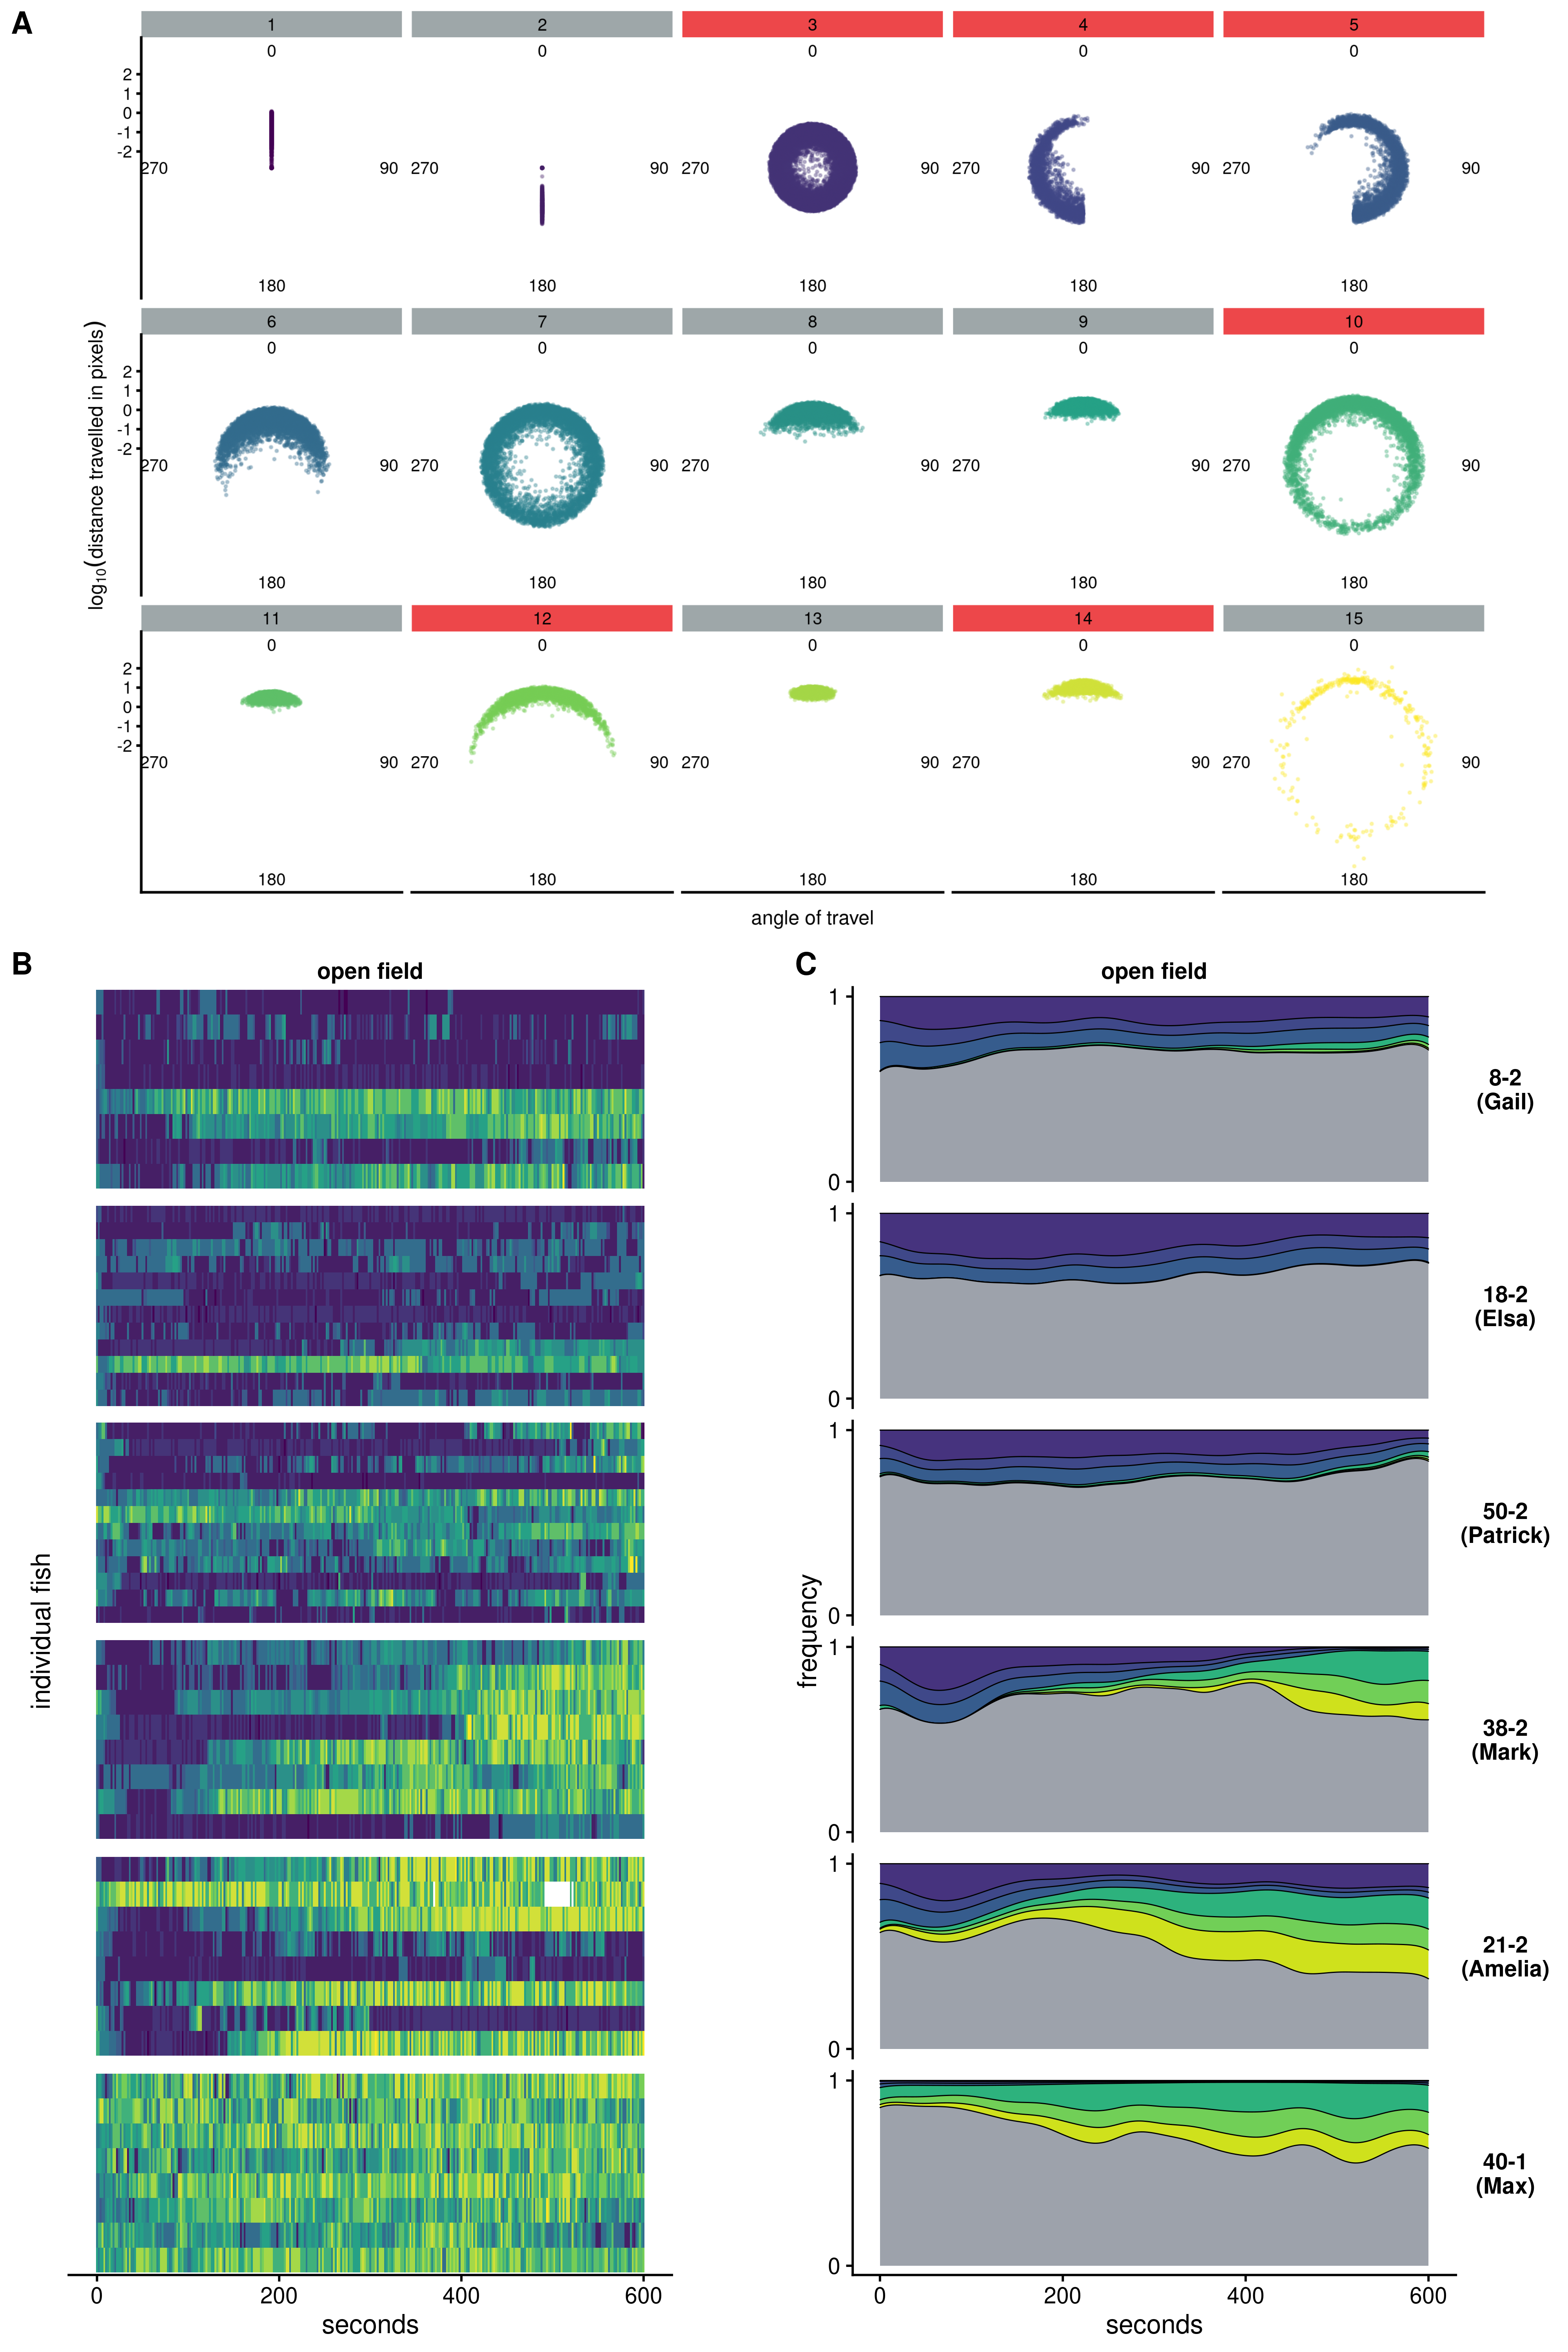 A
1 2 3 4 5
0 0 0 0 0
2
1
0
-1
-2
270 90 270 90 270 90 270 90 270 90
180 180 180 180 180
6 7 8 9 10
0 0 0 0 0
2
1
0
-1
-2
270 90 270 90 270 90 270 90 270 90
180 180 180 180 180
11 12 13 14 15
0 0 0 0 0
2
1
0
-1
-2
270 90 270 90 270 90 270 90 270 90
180 180 180 180 180
log₁₀(distance travelled in pixels)
angle of travel
B
open field
individual fish
0 200 400 600
seconds
C
open field
frequency
1
0
8-2
(Gail)
1
0
18-2
(Elsa)
1
0
50-2
(Patrick)
1
0
38-2
(Mark)
1
0
21-2
(Amelia)
1
0
40-1
(Max)
0 200 400 600
seconds